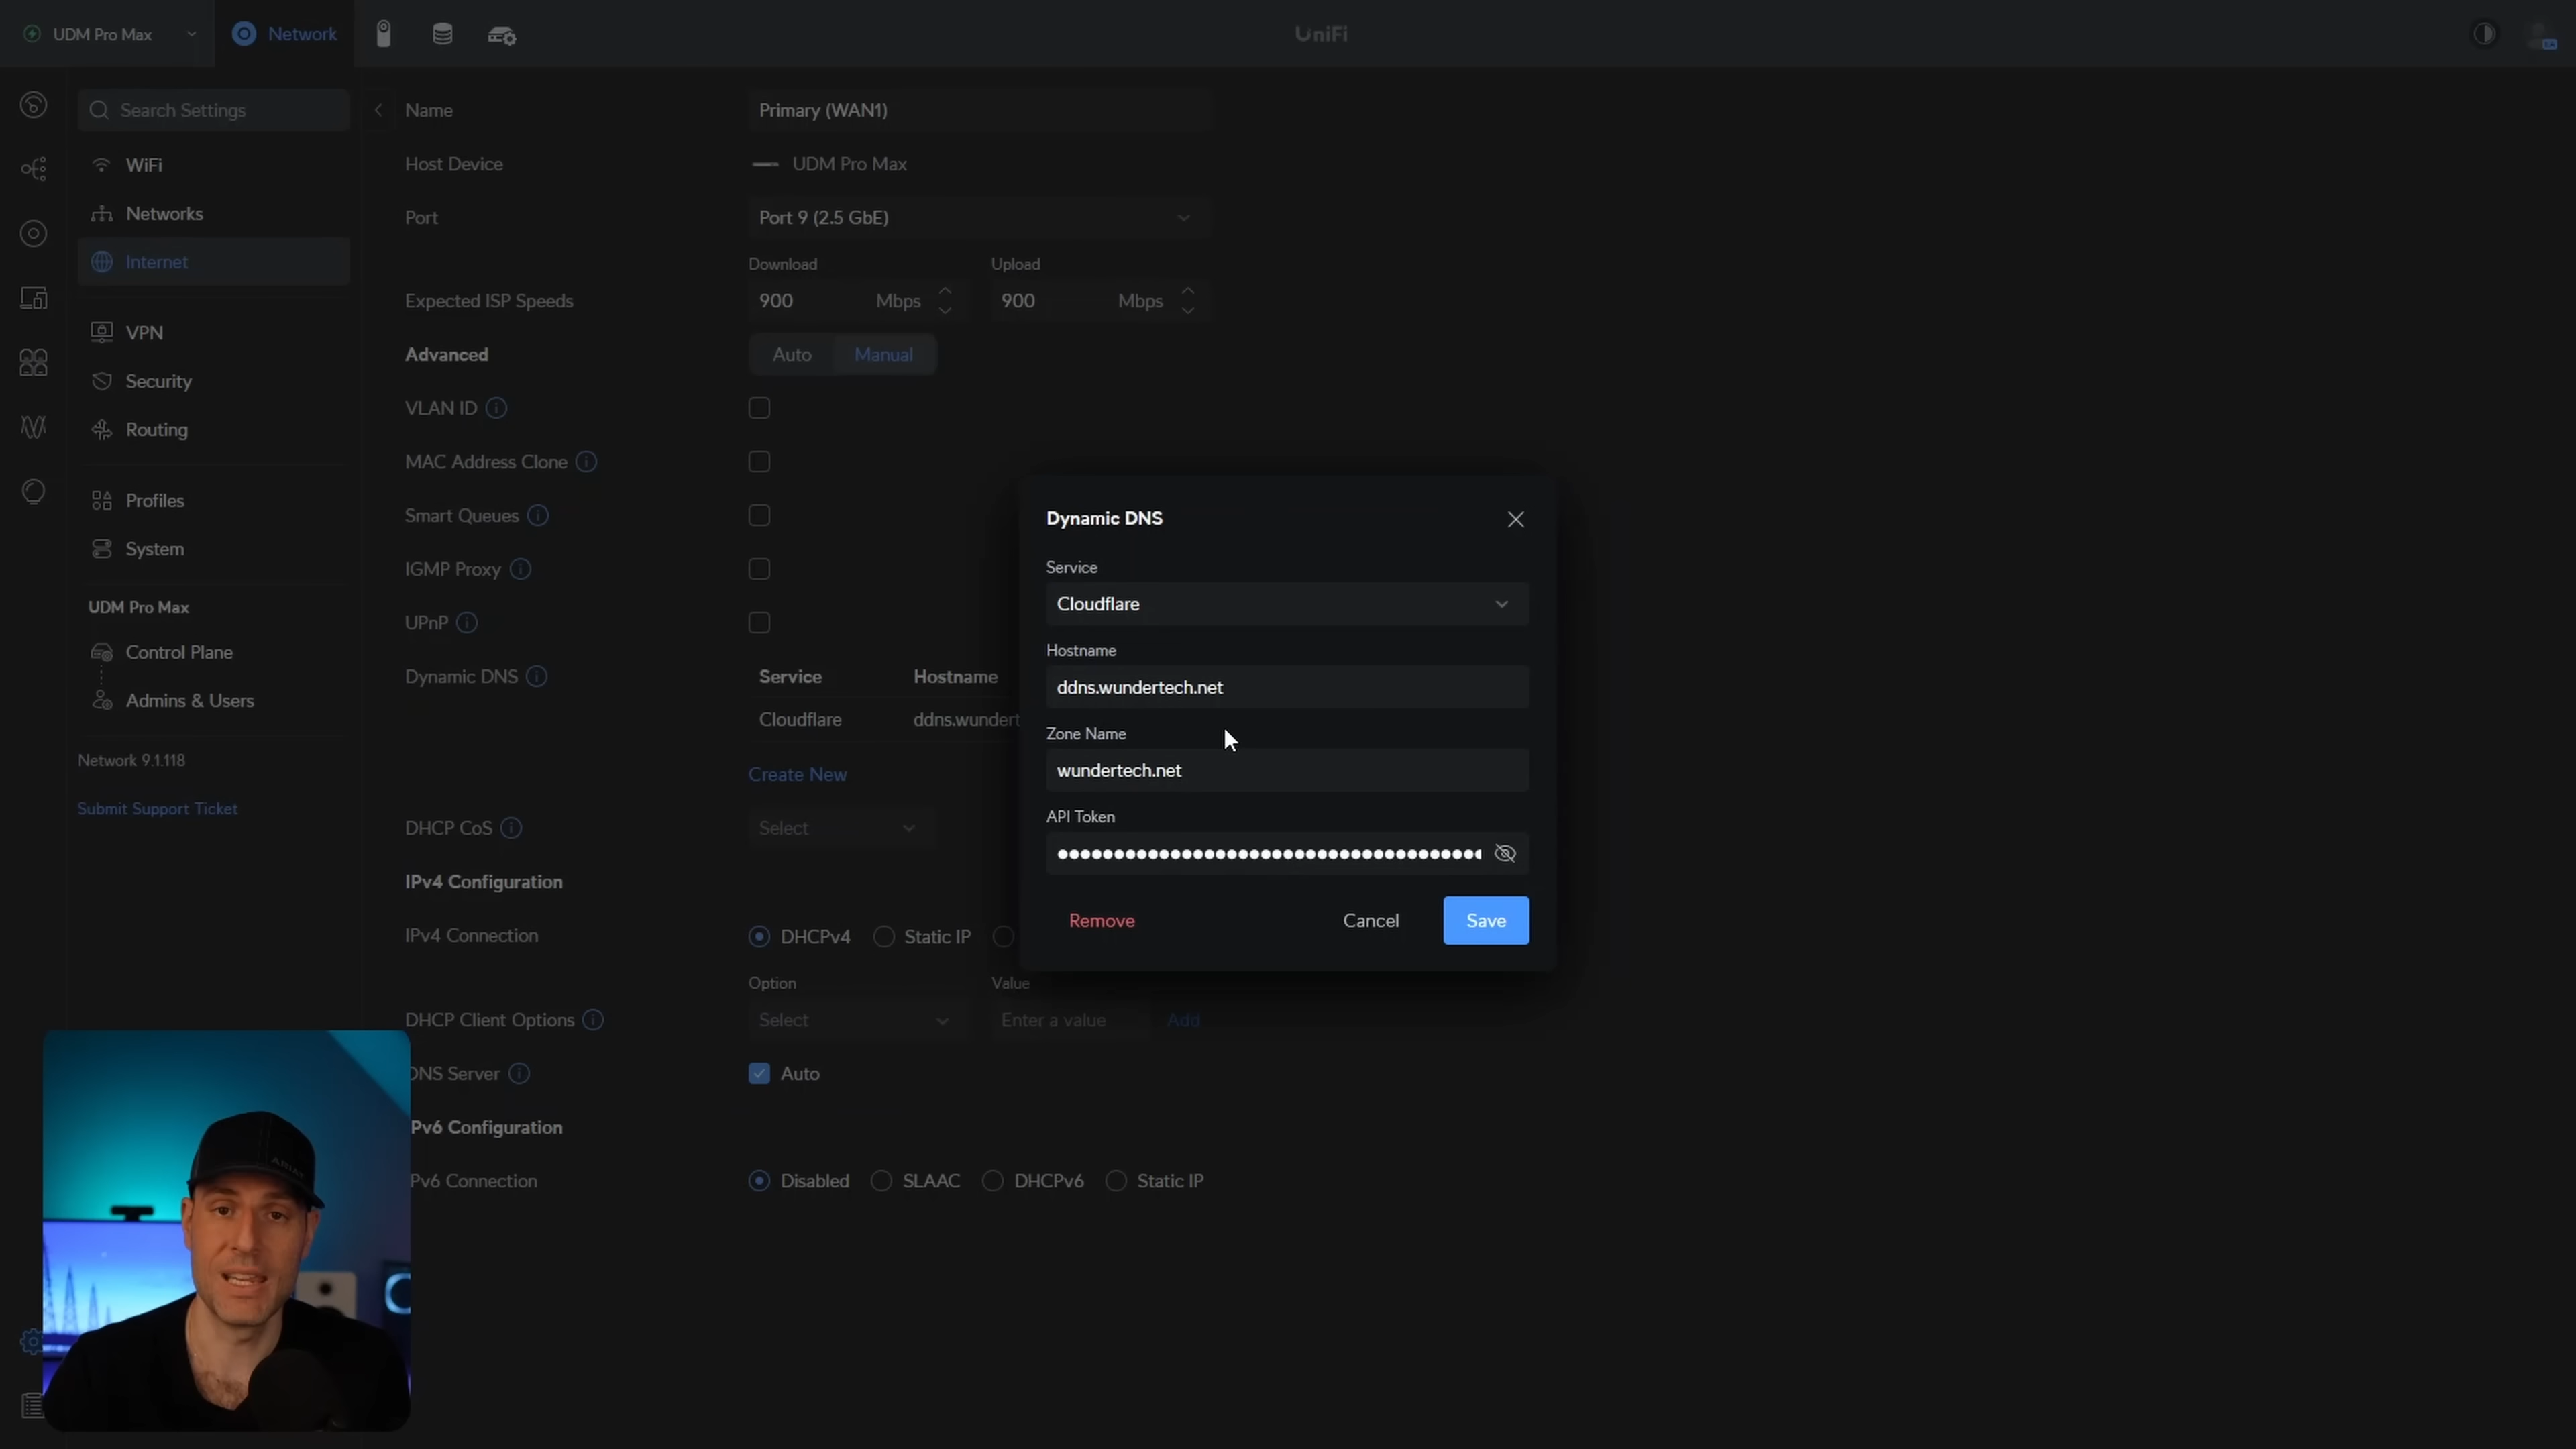 UDM Pro Max
Network
UniFi
Search Settings
WiFi
Networks
Internet
VPN
Security
Routing
Profiles
System
UDM Pro Max
Control Plane
Admins & Users
Network 9.1.118
Submit Support Ticket
Name
Primary (WAN1)
Host Device
UDM Pro Max
Port
Port 9 (2.5 GbE)
Download
Upload
Expected ISP Speeds
900 Mbps
900 Mbps
Advanced
Auto
Manual
VLAN ID
MAC Address Clone
Smart Queues
IGMP Proxy
UPnP
Dynamic DNS
Service
Hostname
Cloudflare
ddns.wundert
Create New
DHCP CoS
Select
IPv4 Configuration
IPv4 Connection
DHCPv4
Static IP
Option
Value
DHCP Client Options
Select
Enter a value
Add
DNS Server
Auto
Pv6 Configuration
Pv6 Connection
Disabled
SLAAC
DHCPv6
Static IP
Dynamic DNS
Service
Cloudflare
Hostname
ddns.wundertech.net
Zone Name
wundertech.net
API Token
Remove
Cancel
Save